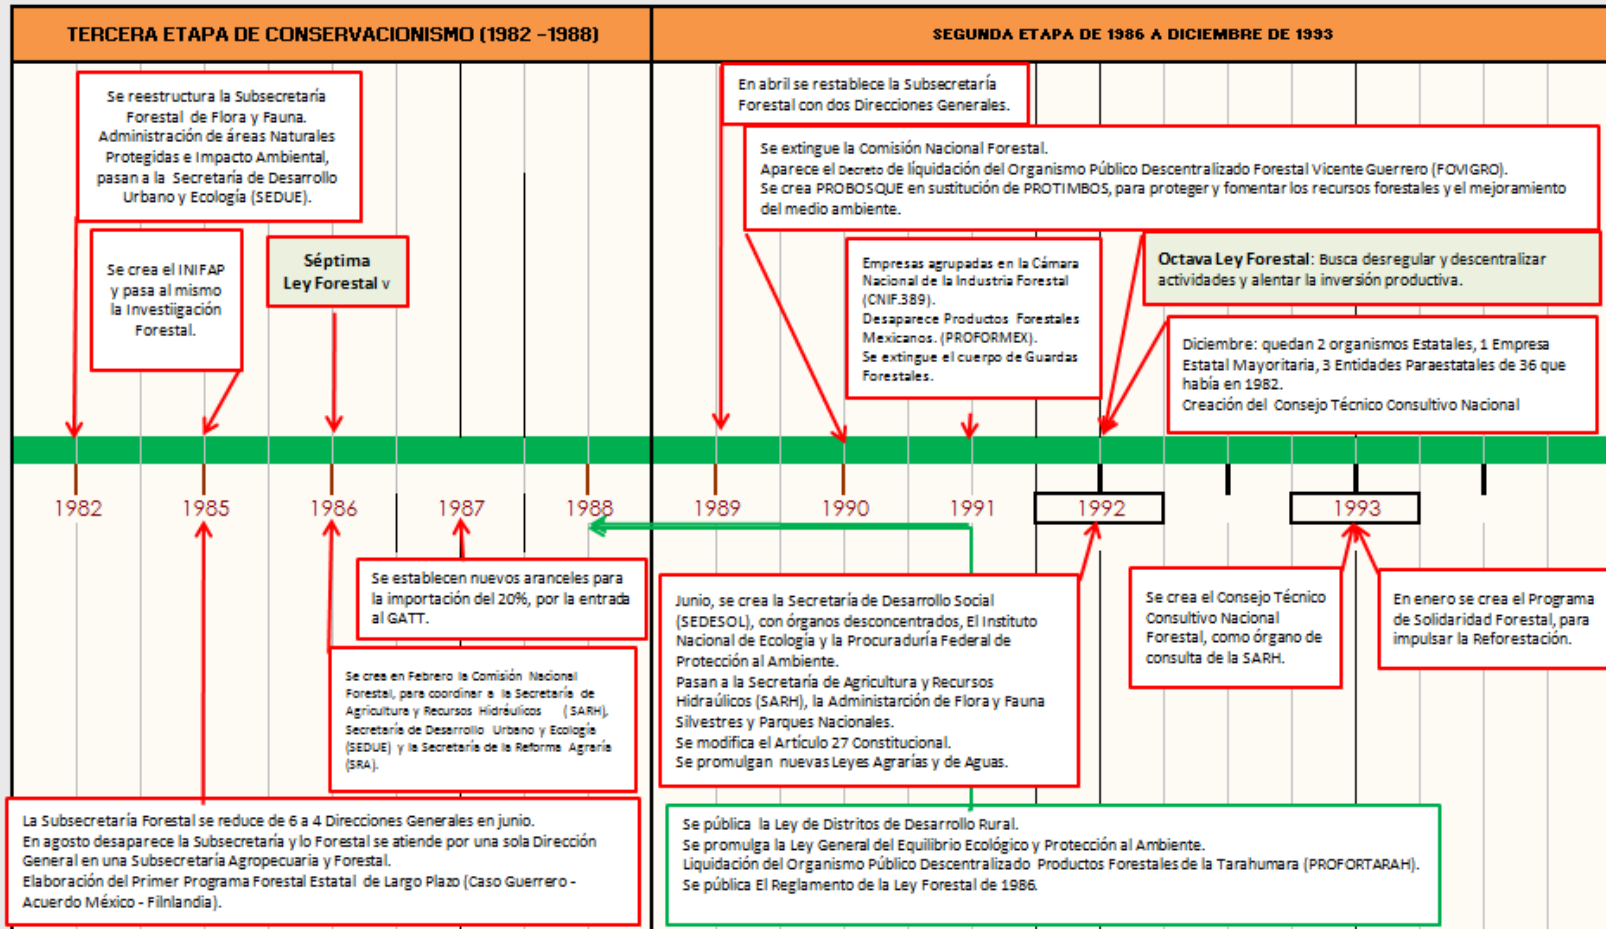 TERCERA ETAPA DE CONSERVACIONISMO (1982 -1988)
SEGUNDA ETAPA DE 1986 A DICIEMBRE DE 1993
Se reestructura la Subsecretaría
Forestal de Flora y Fauna.
Administración de áreas Naturales
Protegidas e Impacto Ambiental,
pasan a la Secretaría de Desarrollo
Urbano y Ecología (SEDUE).
Se crea el INIFAP
y pasa al mismo
la Investiigación
Forestal.
Séptima
Ley Forestal v
En abril se restablece la Subsecretaría
Forestal con dos Direcciones Generales.
Se extingue la Comisión Nacional Forestal.
Aparece el Decreto de líquidación del Organismo Público Descentralizado Forestal Vicente Guerrero (FOVIGRO).
Se crea PROBOSQUE en sustitución de PROTIMBOS, para proteger y fomentar los recursos forestales y el mejoramiento
del medio ambiente.
Empresas agrupadas en la Cámara
Nacional de la Industria Forestal
(CNIF.389).
Desaparece Productos Forestales
Mexicanos. (PROFORMEX).
Se extingue el cuerpo de Guardas
Forestales.
Octava Ley Forestal: Busca desregular y descentralizar
actividades y alentar la inversión productiva.
Diciembre: quedan 2 organismos Estatales, 1 Empresa
Estatal Mayoritaria, 3 Entidades Paraestatales de 36 que
había en 1982.
Creación del Consejo Técnico Consultivo Nacional
1982 1985 1986 1987 1988 1989 1990 1991 1992 1993
Se establecen nuevos aranceles para
la importación del 20%, por la entrada
al GATT.
Se crea en Febrero la Comisión Nacional
Forestal, para coordinar a la Secretaría de
Agricultura y Recursos Hidráulicos ( SARH),
Secretaría de Desarrollo Urbano y Ecología
(SEDUE) y la Secretaría de la Reforma Agraría
(SRA).
Junio, se crea la Secretaría de Desarrollo Social
(SEDESOL), con órganos desconcentrados, El Instituto
Nacional de Ecología y la Procuraduría Federal de
Protección al Ambiente.
Pasan a la Secretaría de Agricultura y Recursos
Hidraúlicos (SARH), la Administarción de Flora y Fauna
Silvestres y Parques Nacionales.
Se modifica el Artículo 27 Constitucional.
Se promulgan nuevas Leyes Agrarías y de Aguas.
Se crea el Consejo Técnico
Consultivo Nacional
Forestal, como órgano de
consulta de la SARH.
En enero se crea el Programa
de Solidaridad Forestal, para
impulsar la Reforestación.
La Subsecretaría Forestal se reduce de 6 a 4 Direcciones Generales en junio.
En agosto desaparece la Subsecretaría y lo Forestal se atiende por una sola Dirección
General en una Subsecretaría Agropecuaria y Forestal.
Elaboración del Primer Programa Forestal Estatal de Largo Plazo (Caso Guerrero -
Acuerdo México - Filnlandia).
Se pública la Ley de Distritos de Desarrollo Rural.
Se promulga la Ley General del Equilibrio Ecológico y Protección al Ambiente.
Liquidación del Organismo Público Descentralizado Productos Forestales de la Tarahumara (PROFORTARAH).
Se pública El Reglamento de la Ley Forestal de 1986.